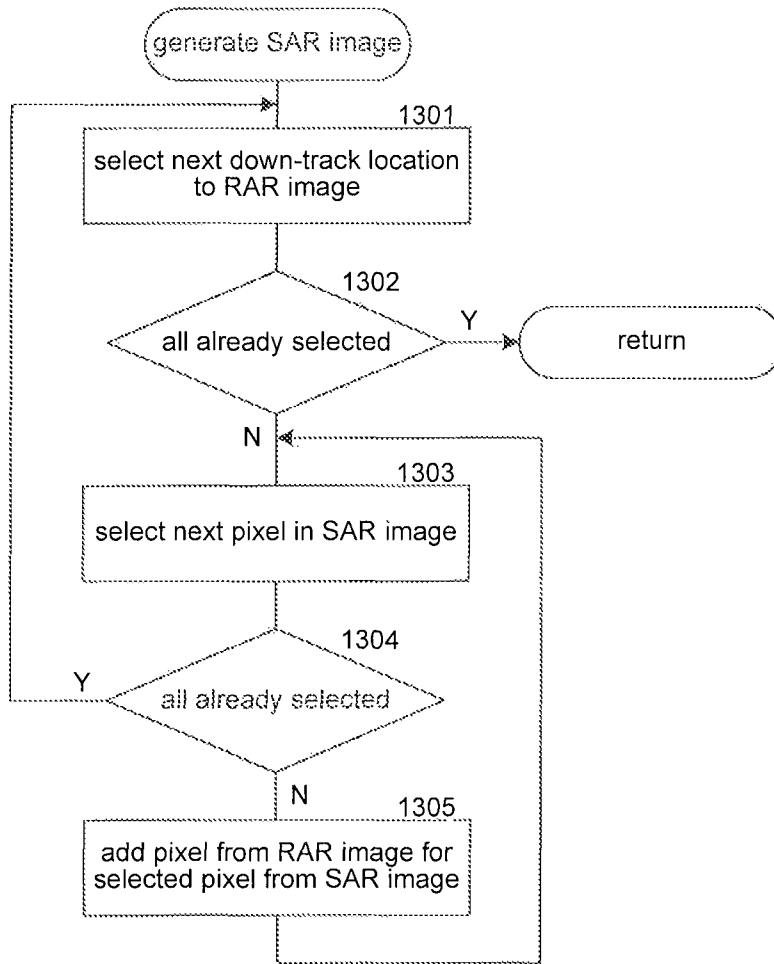 generate SAR image
1301
select next down-track location
to RAR image
1302
all already selected
Y
return
N
1303
select next pixel in SAR image
1304
Y
all already selected
N
1305
add pixel from RAR image for
selected pixel from SAR image